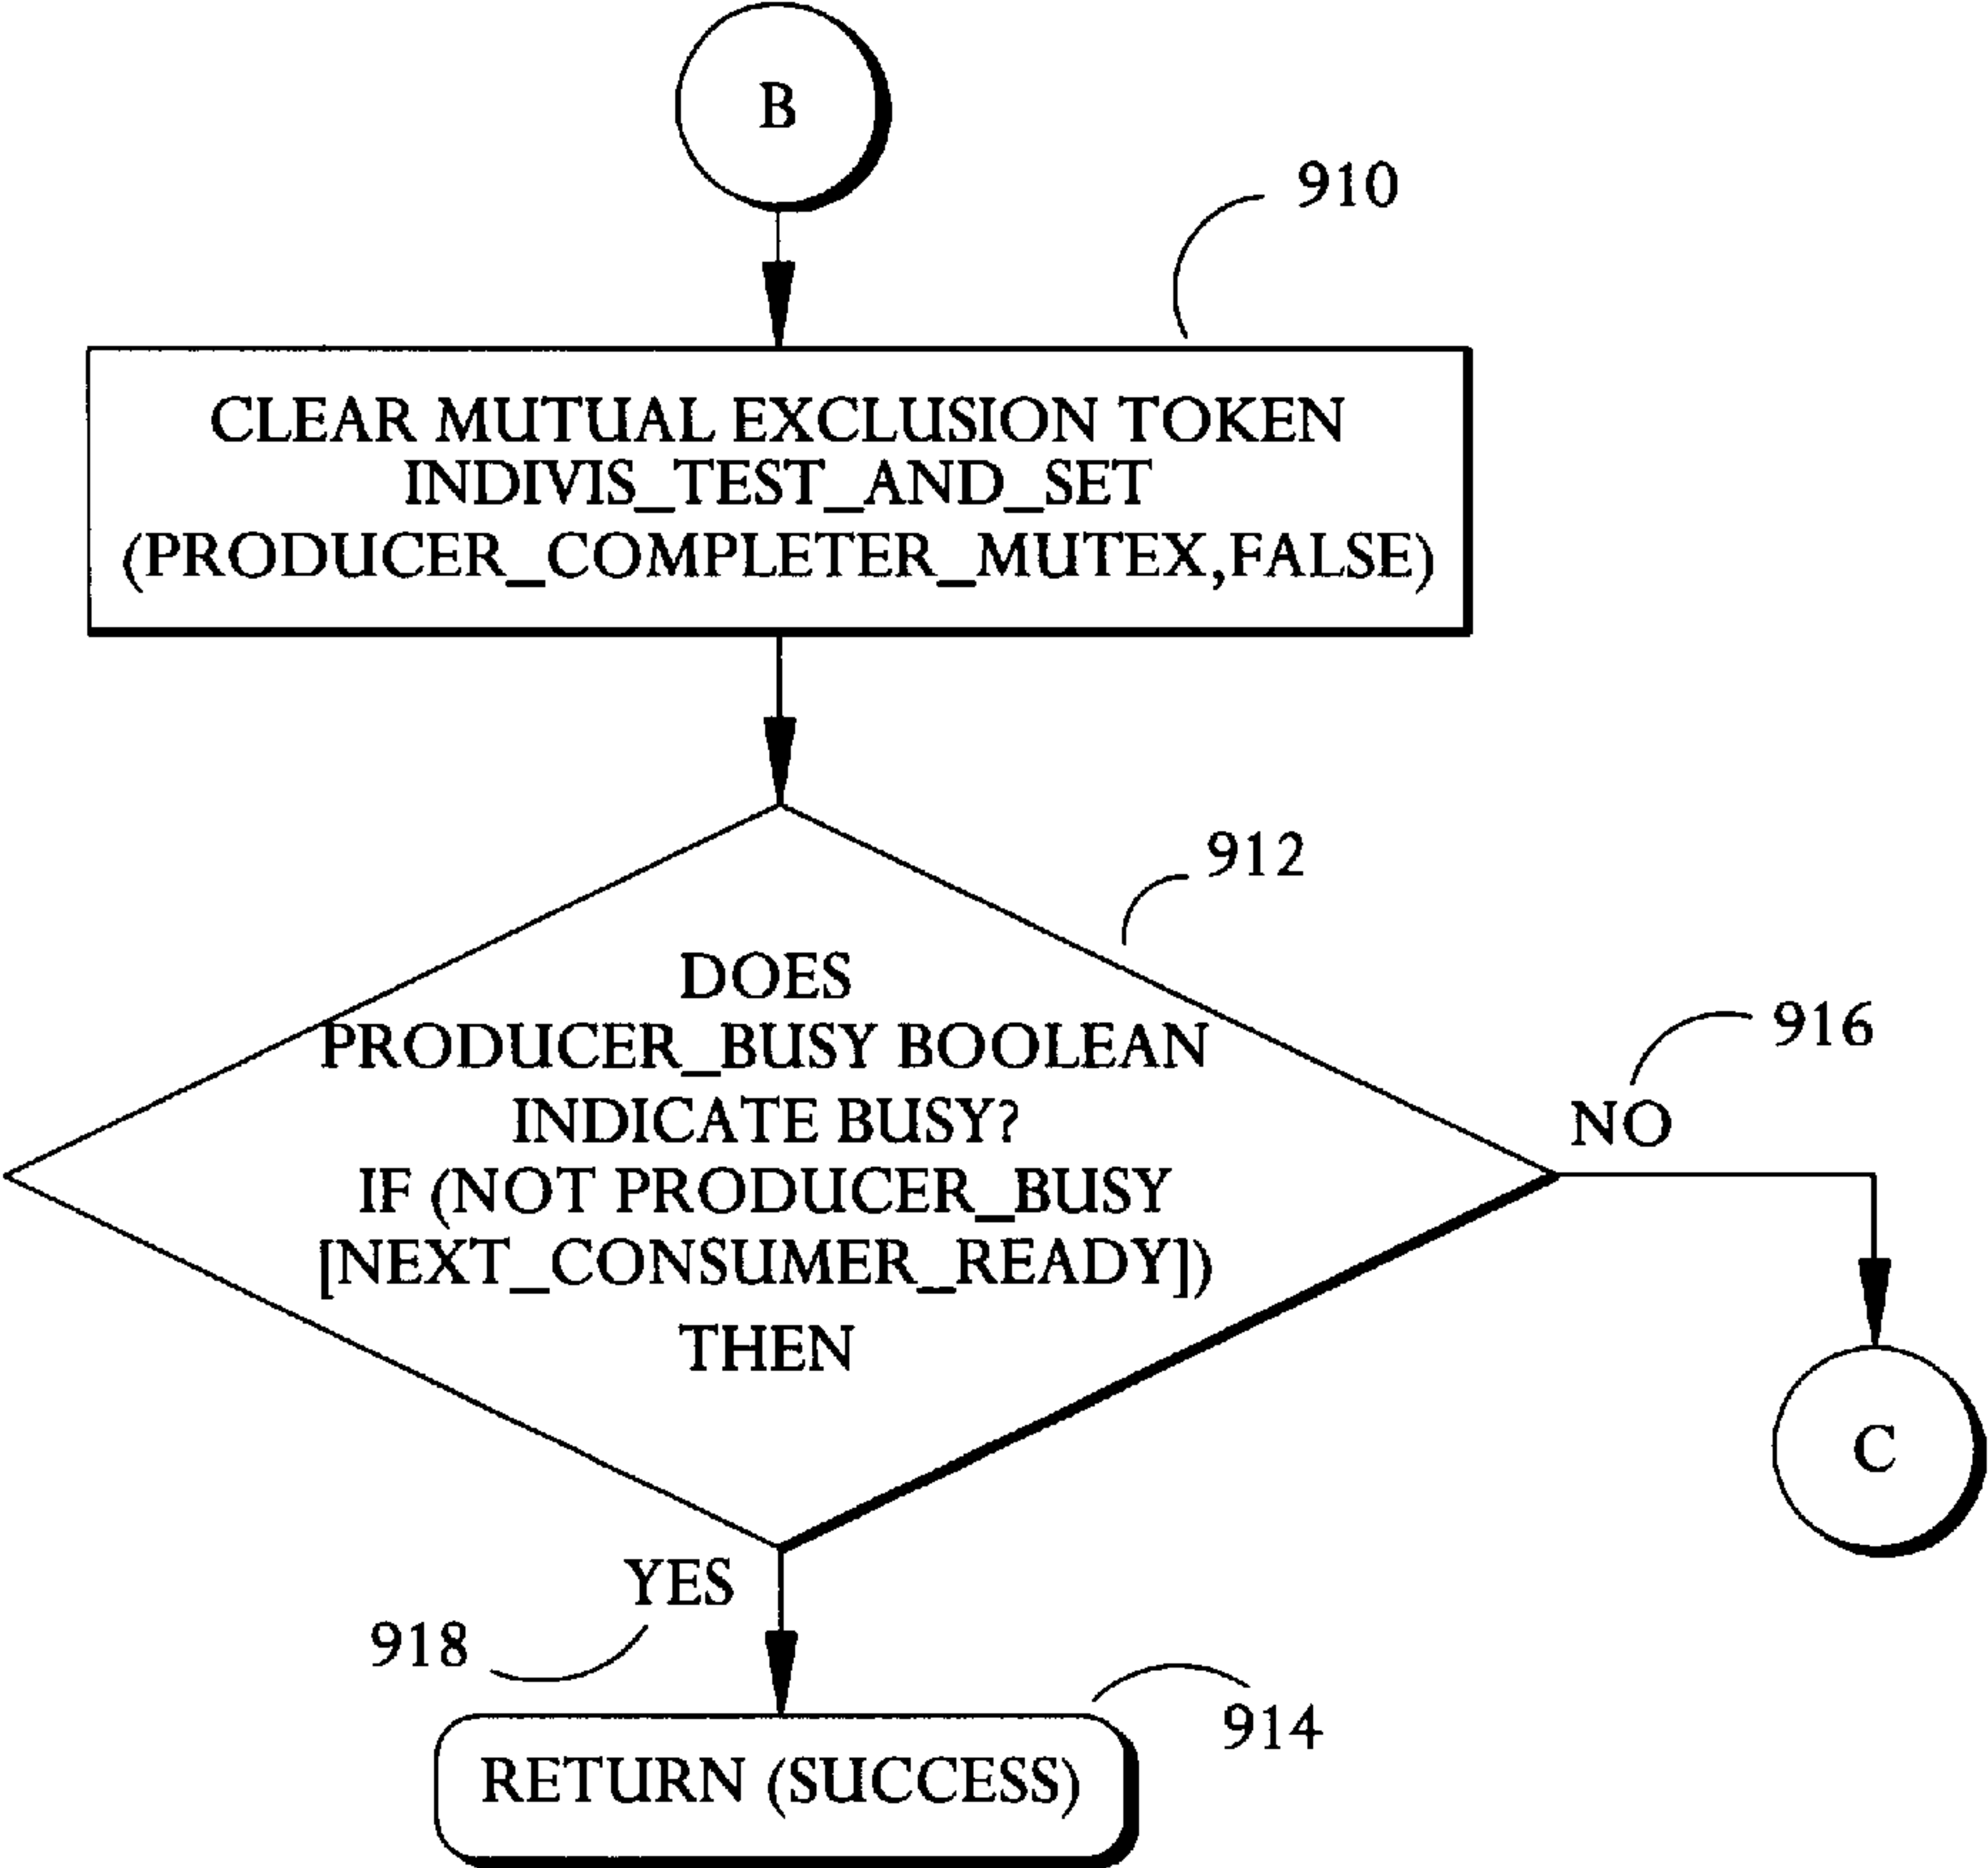 B
910
CLEAR MUTUAL EXCLUSION TOKEN
INDIVIS_TEST_AND_SET
(PRODUCER_COMPLETER_MUTEX,FALSE)
912
DOES
PRODUCER_BUSY BOOLEAN
INDICATE BUSY?
IF (NOT PRODUCER_BUSY
[NEXT_CONSUMER_READY])
THEN
916
NO
C
YES
918
914
RETURN (SUCCESS)